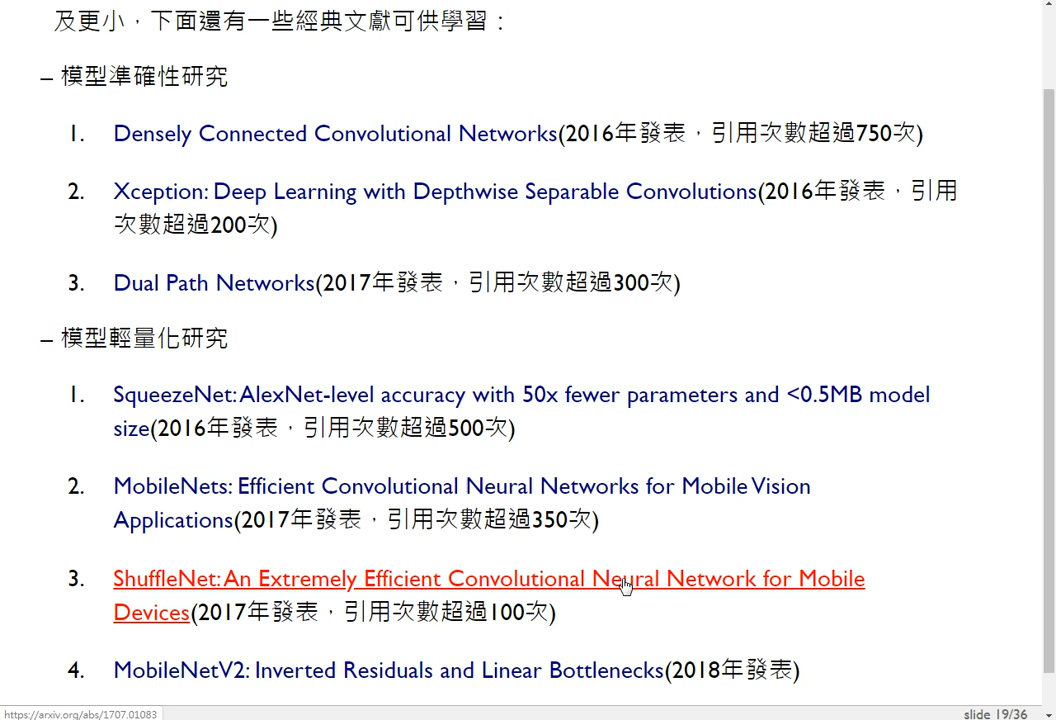 及更小，下面還有一些經典文獻可供學習：
– 模型準確性研究
1. Densely Connected Convolutional Networks(2016年發表，引用次數超過750次)
2. Xception: Deep Learning with Depthwise Separable Convolutions(2016年發表，引用
次數超過200次)
3. Dual Path Networks(2017年發表，引用次數超過300次)
– 模型輕量化研究
1. SqueezeNet: AlexNet-level accuracy with 50x fewer parameters and <0.5MB model
size(2016年發表，引用次數超過500次)
2. MobileNets: Efficient Convolutional Neural Networks for Mobile Vision
Applications(2017年發表，引用次數超過350次)
3. ShuffleNet: An Extremely Efficient Convolutional Neural Network for Mobile
Devices(2017年發表，引用次數超過100次)
4. MobileNetV2: Inverted Residuals and Linear Bottlenecks(2018年發表)
https://arxiv.org/abs/1707.01083
slide 19/36